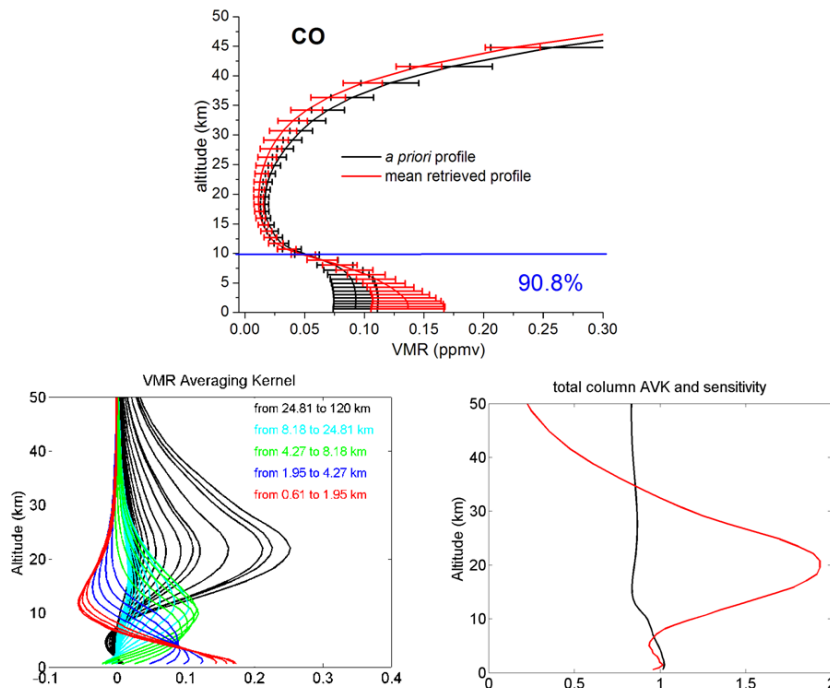 CO
50
45
40
35
30
25
20
15
10
5
0
altitude (km)
a priori profile
mean retrieved profile
90.8%
0.00 0.05 0.10 0.15 0.20 0.25 0.30
VMR (ppmv)
VMR Averaging Kernel
50
40
30
20
10
0
Altitude (km)
from 24.81 to 120 km
from 8.18 to 24.81 km
from 4.27 to 8.18 km
from 1.95 to 4.27 km
from 0.61 to 1.95 km
-0.1 0 0.1 0.2 0.3 0.4
total column AVK and sensitivity
50
40
30
20
10
0
Altitude (km)
0 0.5 1 1.5 2